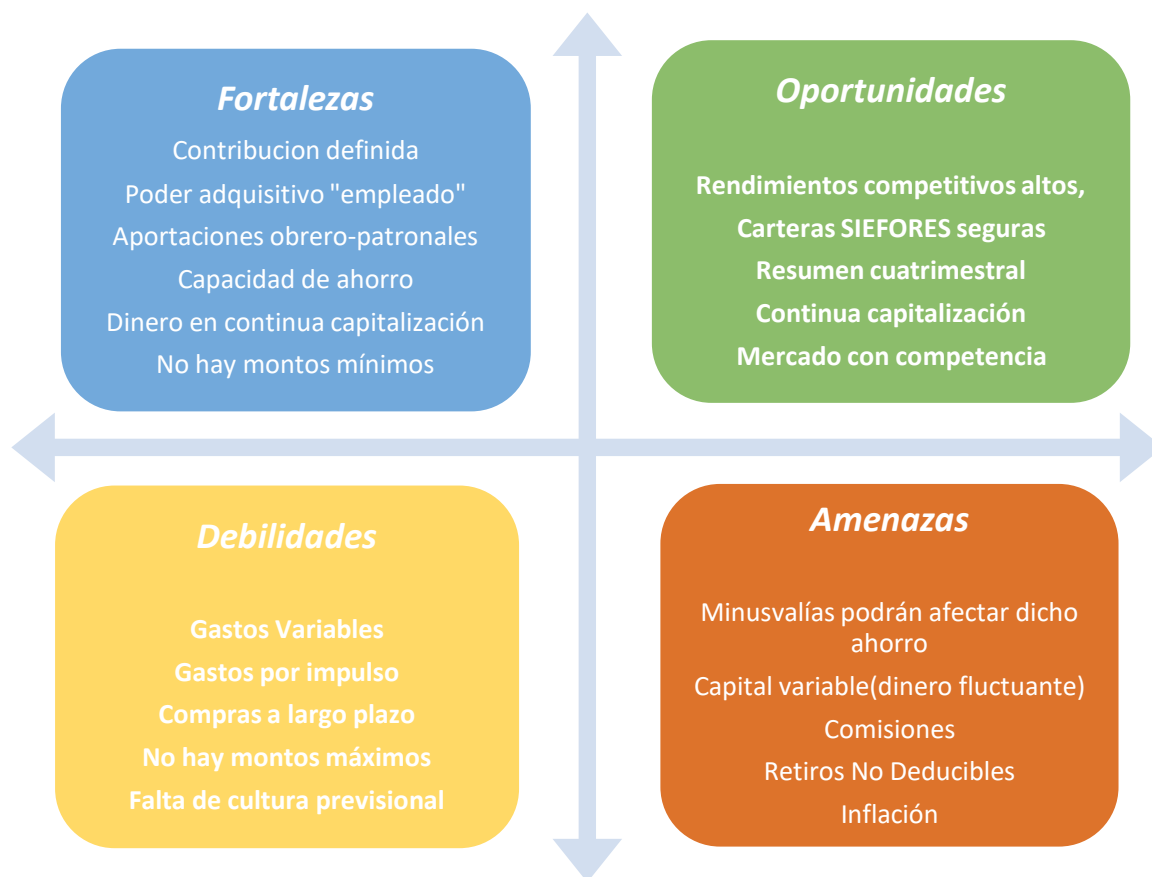 Fortalezas
Contribucion definida
Poder adquisitivo "empleado"
Aportaciones obrero-patronales
Capacidad de ahorro
Dinero en continua capitalización
No hay montos mínimos
Oportunidades
Rendimientos competitivos altos,
Carteras SIEFORES seguras
Resumen cuatrimestral
Continua capitalización
Mercado con competencia
Debilidades
Gastos Variables
Gastos por impulso
Compras a largo plazo
No hay montos máximos
Falta de cultura previsional
Amenazas
Minusvalías podrán afectar dicho
ahorro
Capital variable(dinero fluctuante)
Comisiones
Retiros No Deducibles
Inflación